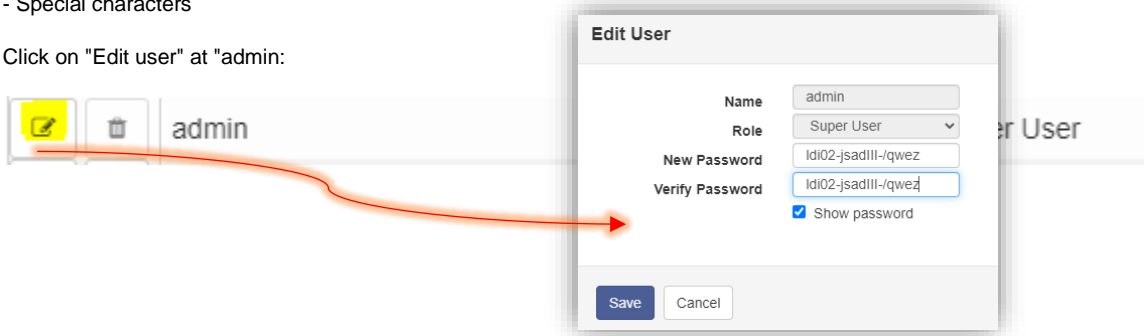 - Special characters
Click on "Edit user" at "admin:
admin
er User
Edit User
Name admin
Role Super User
New Password ldi02-jsadlll-/qwez
Verify Password ldi02-jsadlll-/qwez
Show password
Save Cancel